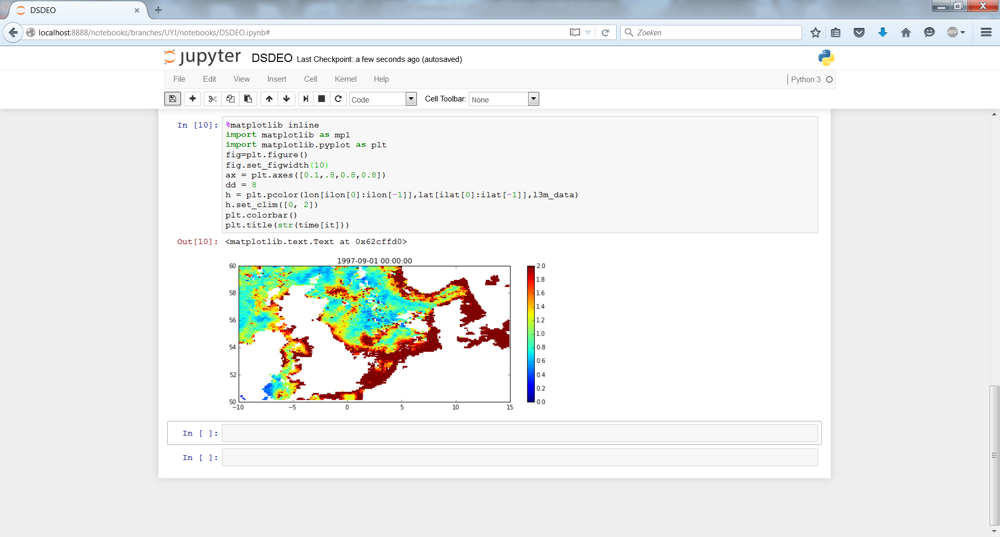 DSDEO
localhost:8888/notebooks/branches/UYJ/notebooks/DSDEO.ipynb#
Zoeken
ABP
jupyter DSDEO Last Checkpoint: a few seconds ago (autosaved)
File Edit View Insert Cell Kernel Help Python 3
Code Cell Toolbar: None
In [10]: %matplotlib inline
import matplotlib as mpl
import matplotlib.pyplot as plt
fig=plt.figure()
fig.set_figwidth(10)
ax = plt.axes([0.1,.8,0.8,0.8])
dd = 8
h = plt.pcolor(lon[ilon[0]:ilon[-1]],lat[ilat[0]:ilat[-1]],l3m_data)
h.set_clim([0, 2])
plt.colorbar()
plt.title(str(time[it]))
Out[10]: <matplotlib.text.Text at 0x62cffd0>
1997-09-01 00:00:00
60
58
56
54
52
50
-10 -5 0 5 10 15
2.0
1.8
1.6
1.4
1.2
1.0
0.8
0.6
0.4
0.2
0.0
In [ ]:
In [ ]: